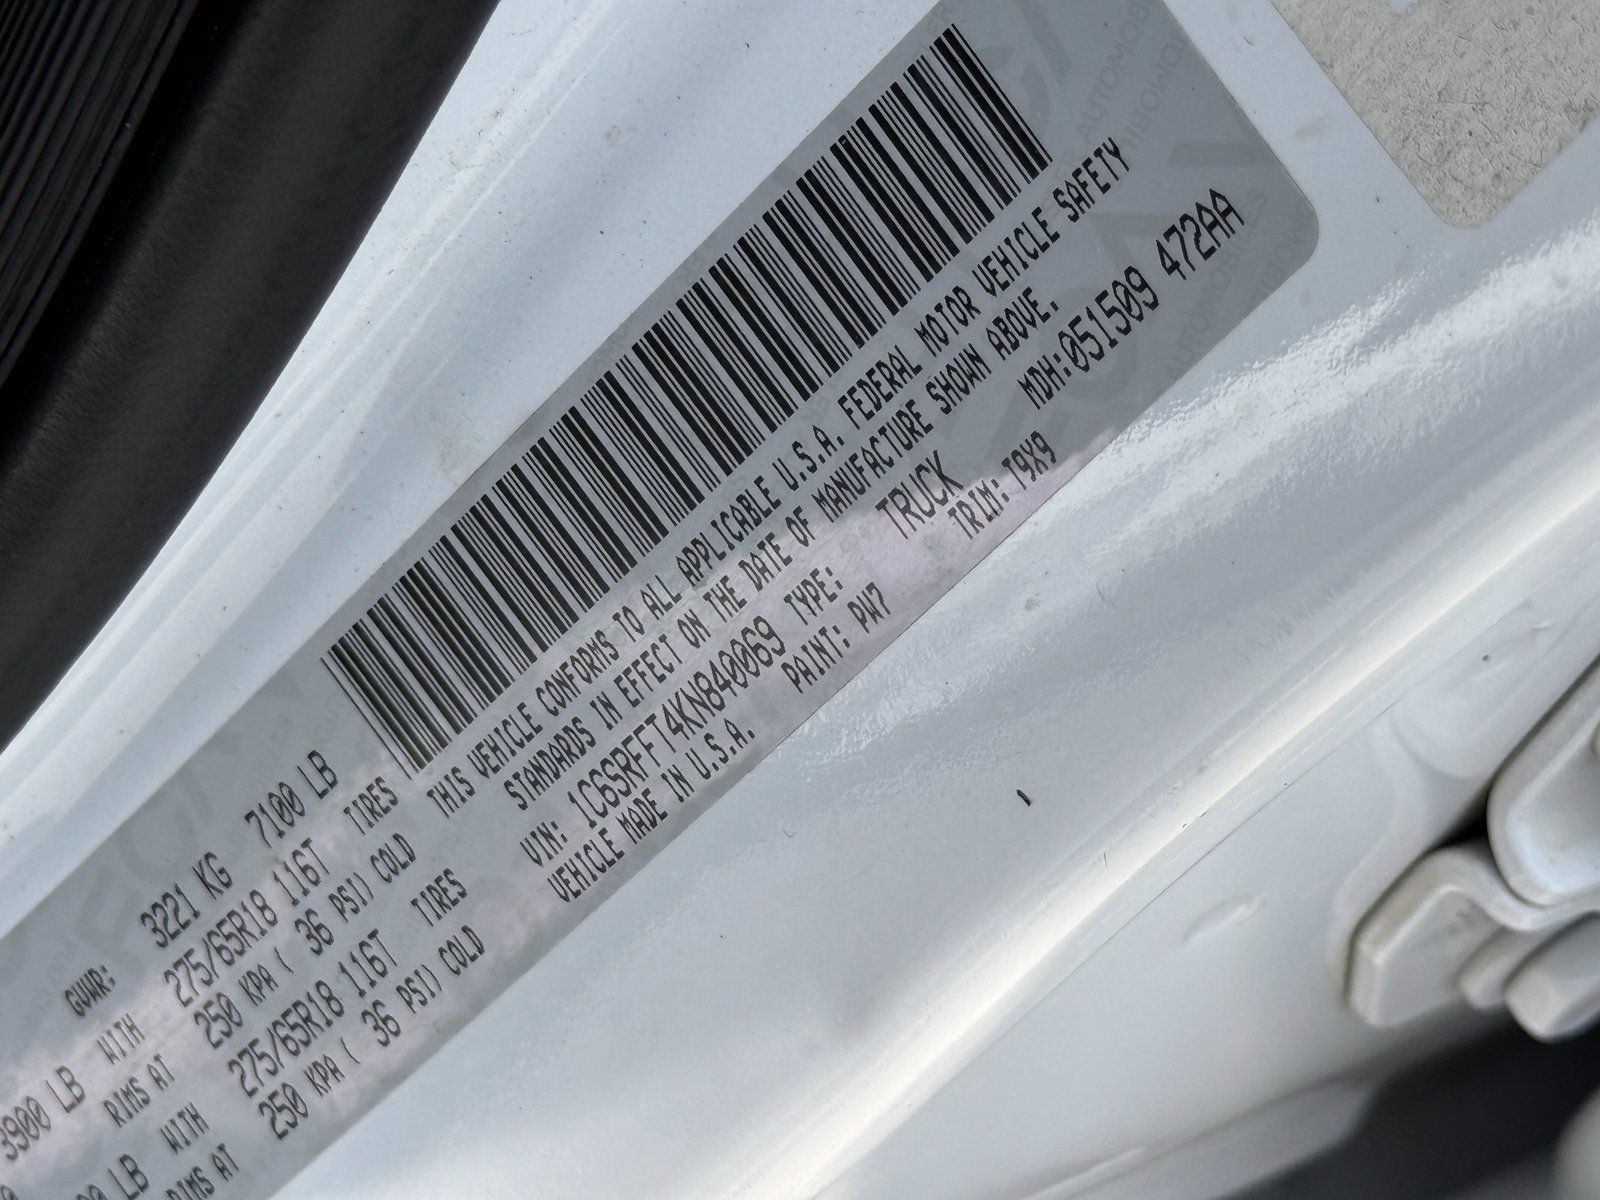 GVWR: 3221 KG 7100 LB
3900 LB WITH 275/65R18 116T TIRES
RIMS AT 250 KPA ( 36 PSI) COLD
LB WITH 275/65R18 116T TIRES
RIMS AT 250 KPA ( 36 PSI) COLD
THIS VEHICLE CONFORMS TO ALL APPLICABLE U.S.A. FEDERAL MOTOR VEHICLE SAFETY
STANDARDS IN EFFECT ON THE DATE OF MANUFACTURE SHOWN ABOVE.
MDH:051509 472AA
VIN: 1C6SRFFT4KN840069 TYPE: TRUCK
VEHICLE MADE IN U.S.A. PAINT: PW7 TRIM: T9X9